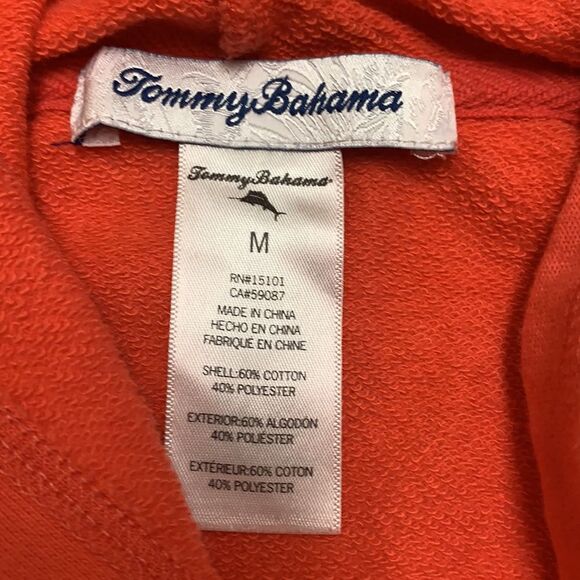 Tommy Bahama
Tommy Bahama®
M
RN#15101
CA#59087
MADE IN CHINA
HECHO EN CHINA
FABRIQUÉ EN CHINE
SHELL:60% COTTON
40% POLYESTER
EXTERIOR:60% ALGODÓN
40% POLIÉSTER
EXTÉRIEUR:60% COTON
40% POLYESTER